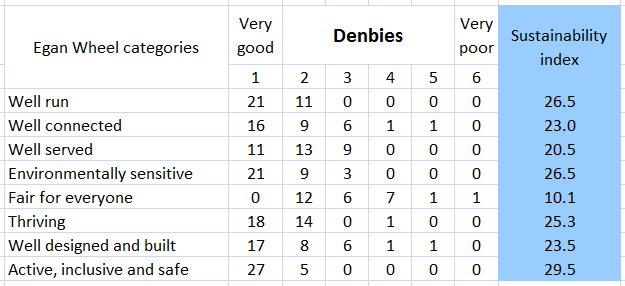 Egan Wheel categories Very good Denbies Very poor Sustainability index
1 2 3 4 5 6
Well run 21 11 0 0 0 0 26.5
Well connected 16 9 6 1 1 0 23.0
Well served 11 13 9 0 0 0 20.5
Environmentally sensitive 21 9 3 0 0 0 26.5
Fair for everyone 0 12 6 7 1 1 10.1
Thriving 18 14 0 1 0 0 25.3
Well designed and built 17 8 6 1 1 0 23.5
Active, inclusive and safe 27 5 0 0 0 0 29.5